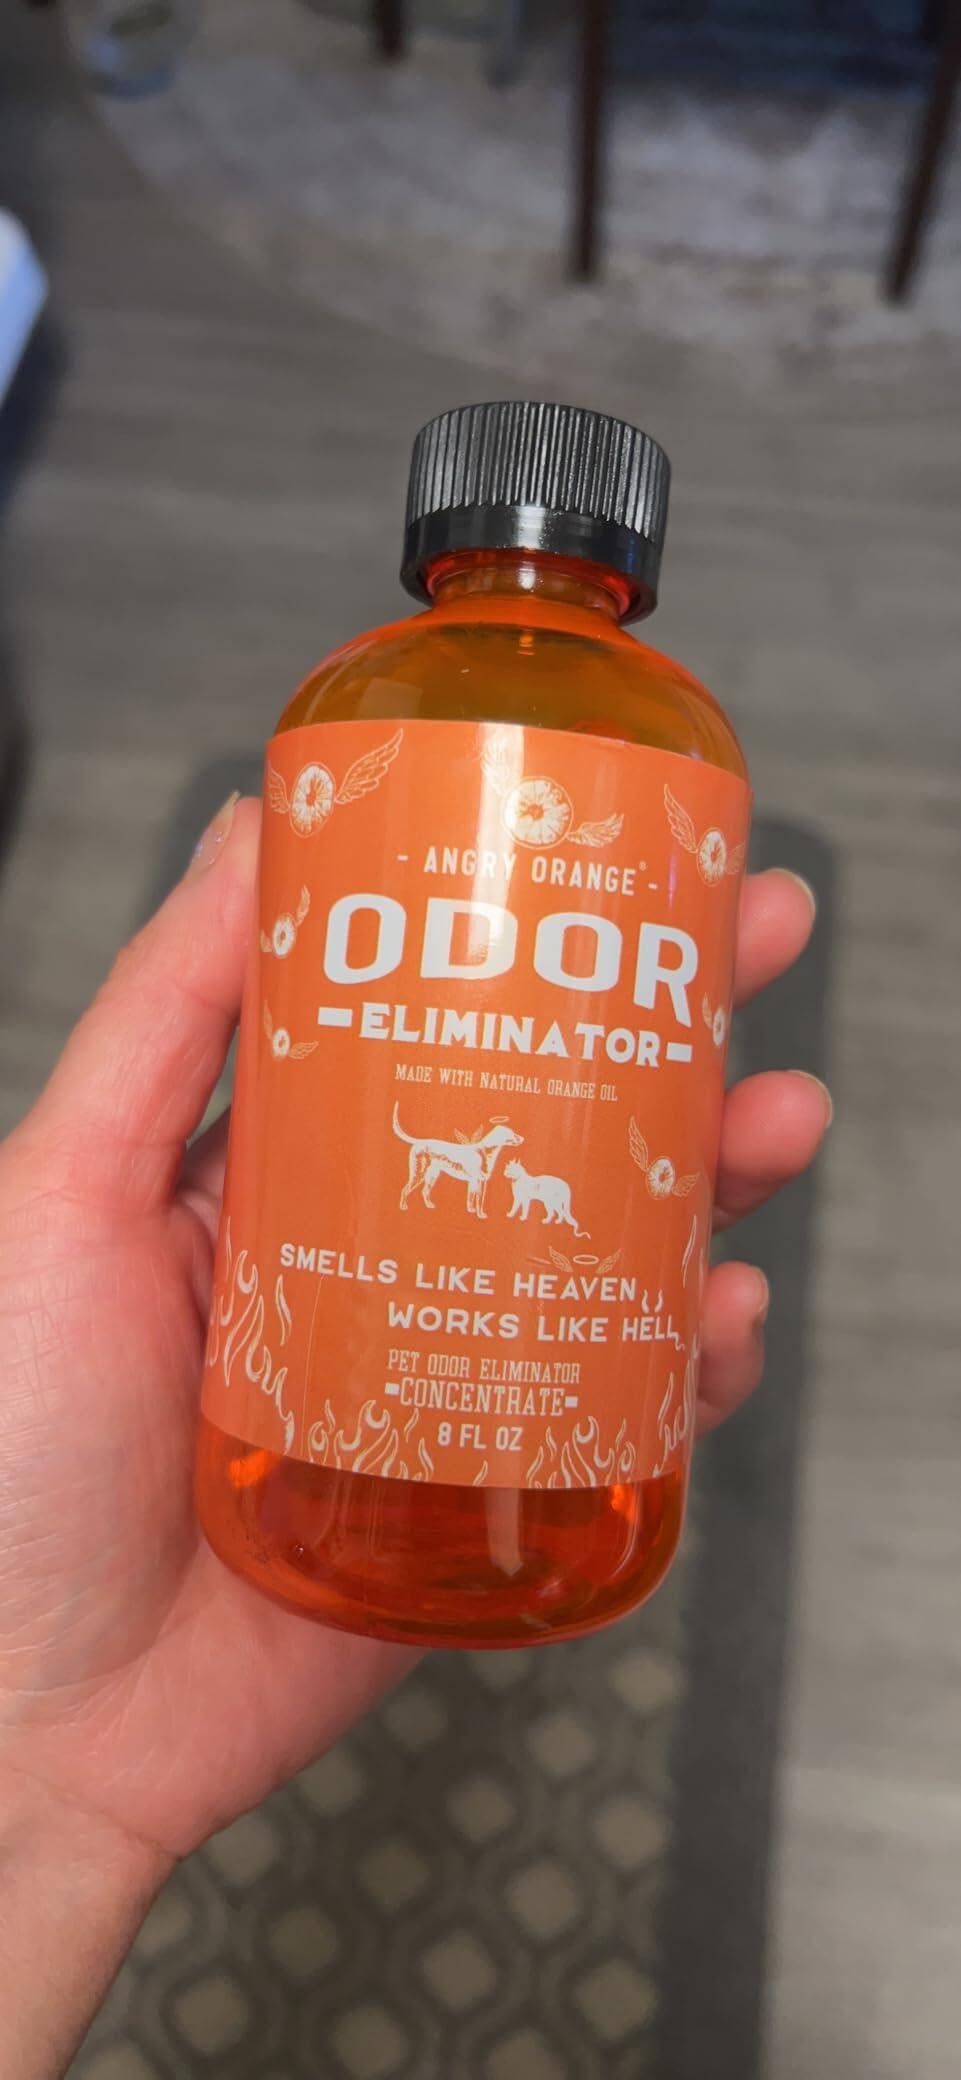 - ANGRY ORANGE® -
ODOR
-ELIMINATOR-
MADE WITH NATURAL ORANGE OIL
SMELLS LIKE HEAVEN,
WORKS LIKE HELL
PET ODOR ELIMINATOR
-CONCENTRATE-
8 FL OZ